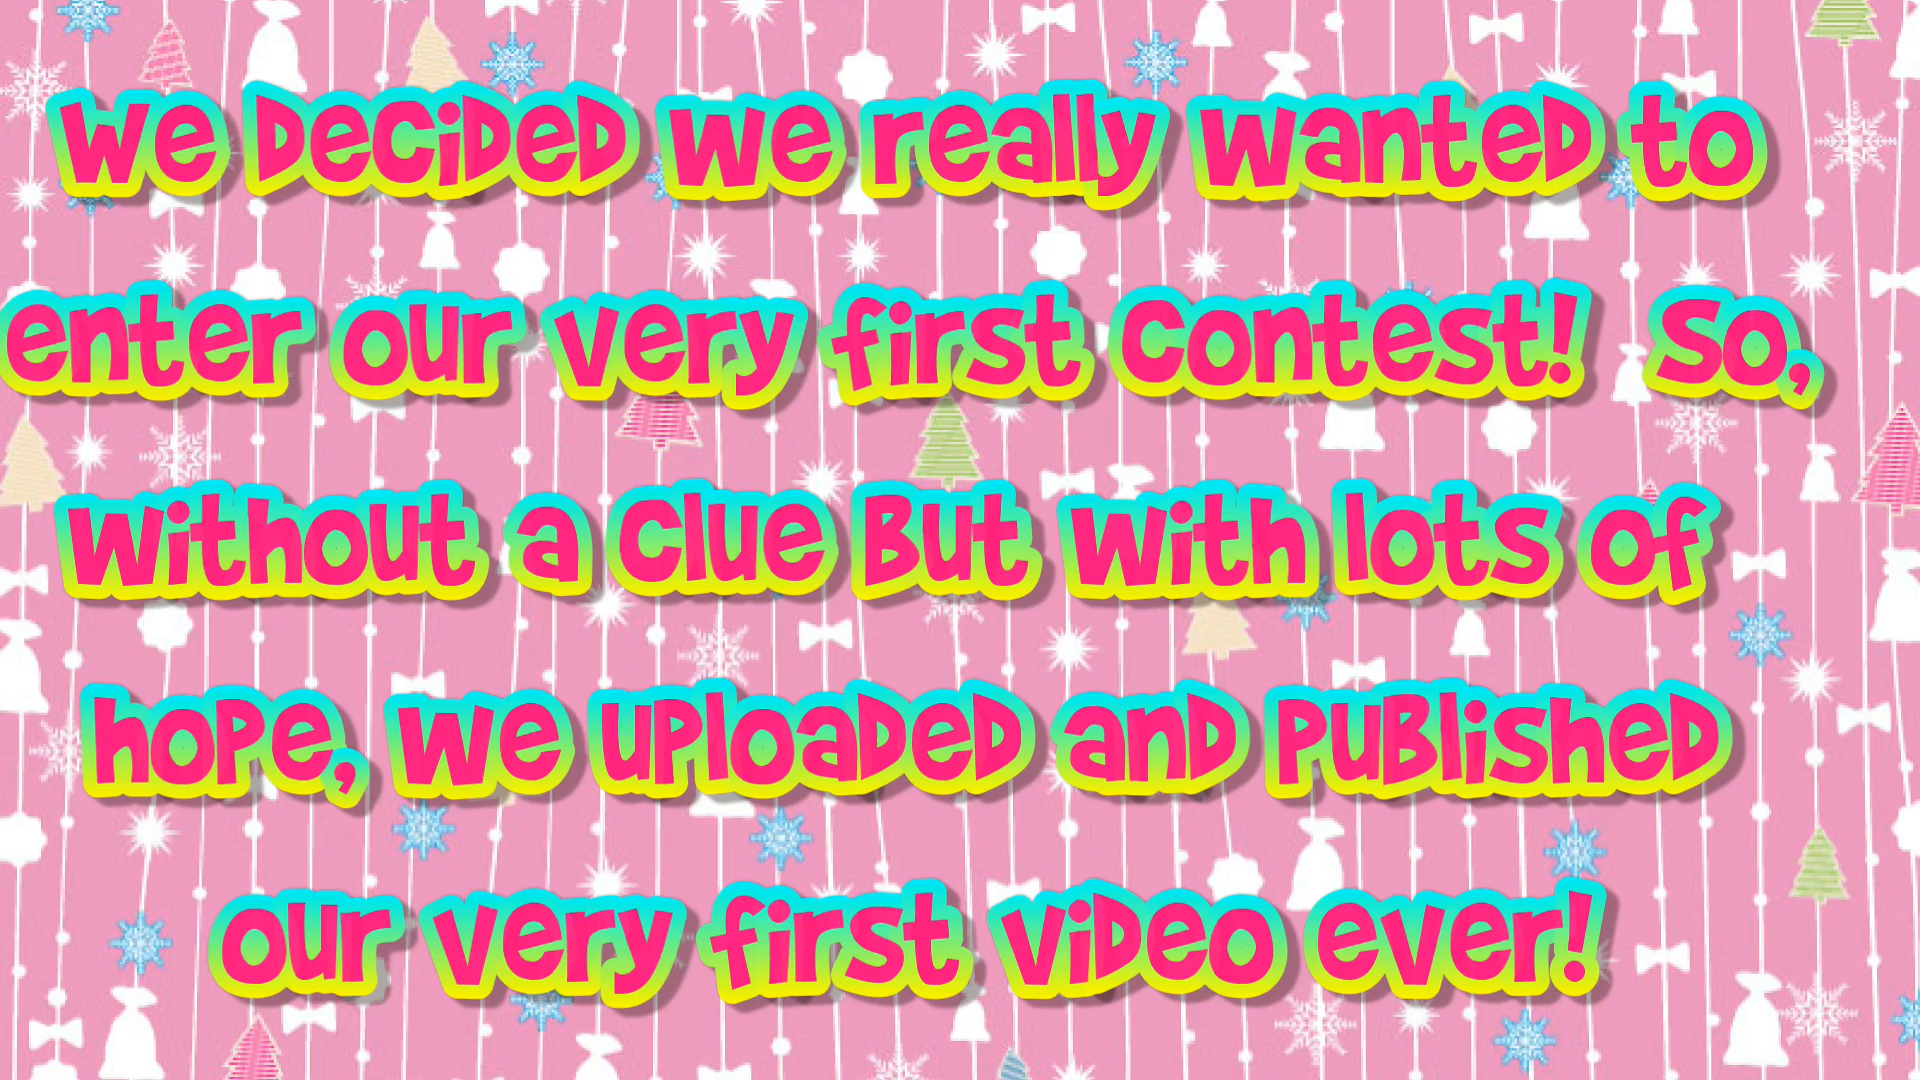 We Decided we really wanted to
enter our very first contest!  So,
without a clue But with lots of
hope, we uploaded and published
our very first video ever!